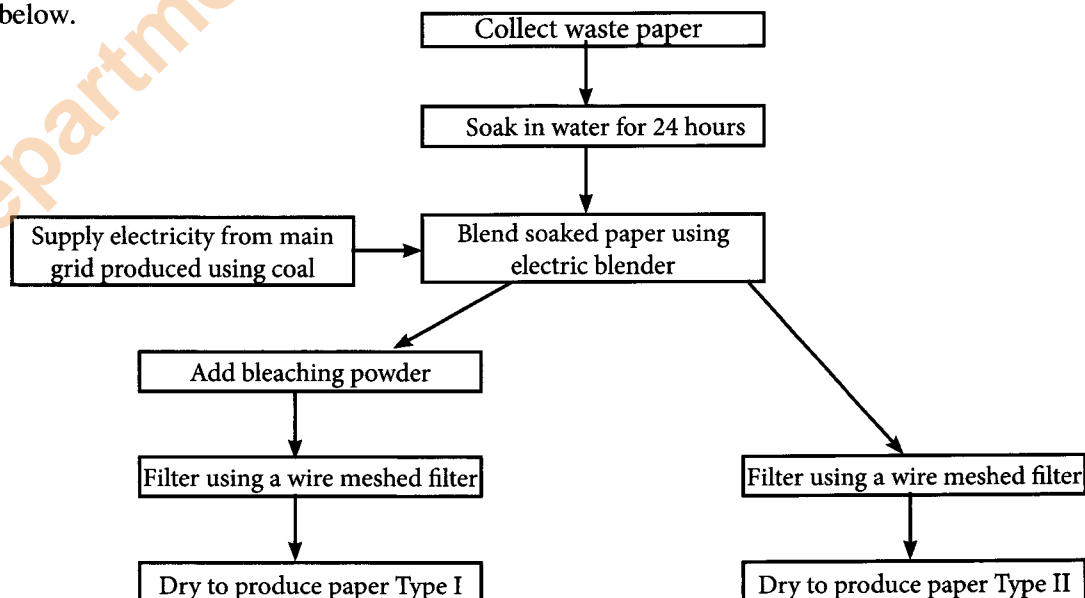 below.
Collect waste paper
Soak in water for 24 hours
Supply electricity from main
grid produced using coal
Blend soaked paper using
electric blender
Add bleaching powder
Filter using a wire meshed filter
Filter using a wire meshed filter
Dry to produce paper Type I
Dry to produce paper Type II